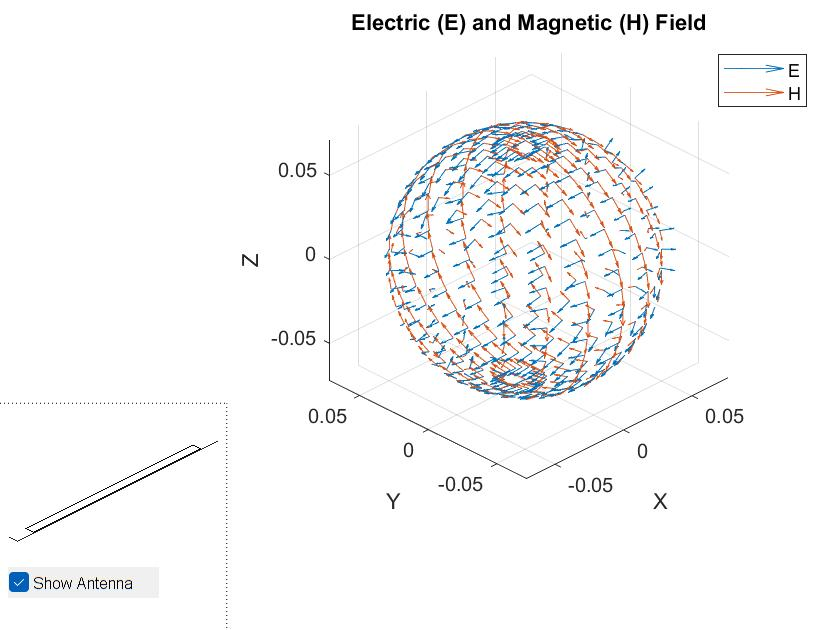 Electric (E) and Magnetic (H) Field
E
H
0.05
0
-0.05
Z
0.05
0
-0.05
Y
0.05
0
-0.05
X
Show Antenna